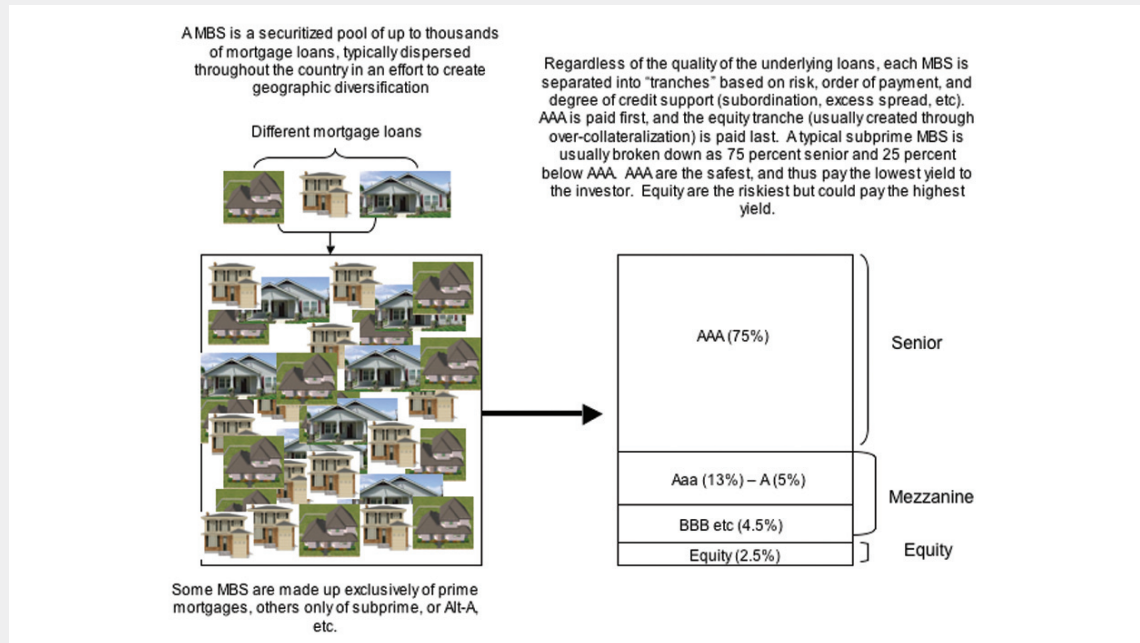 A MBS is a securitized pool of up to thousands
of mortgage loans, typically dispersed
throughout the country in an effort to create
geographic diversification
Different mortgage loans
Some MBS are made up exclusively of prime
mortgages, others only of subprime, or Alt-A,
etc.
Regardless of the quality of the underlying loans, each MBS is
separated into “tranches” based on risk, order of payment, and
degree of credit support (subordination, excess spread, etc).
AAA is paid first, and the equity tranche (usually created through
over-collateralization) is paid last. A typical subprime MBS is
usually broken down as 75 percent senior and 25 percent
below AAA. AAA are the safest, and thus pay the lowest yield to
the investor. Equity are the riskiest but could pay the highest
yield.
AAA (75%)
Senior
Aaa (13%) – A (5%)
Mezzanine
BBB etc (4.5%)
Equity (2.5%)
Equity